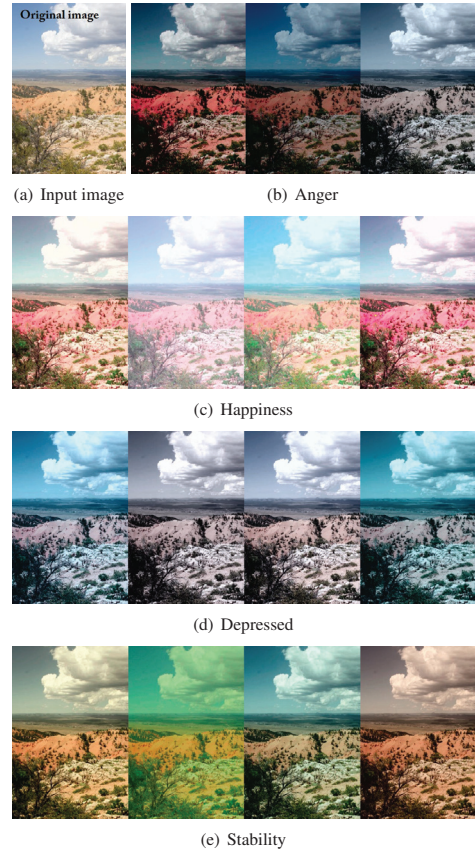 Original image
(a) Input image
(b) Anger
(c) Happiness
(d) Depressed
(e) Stability